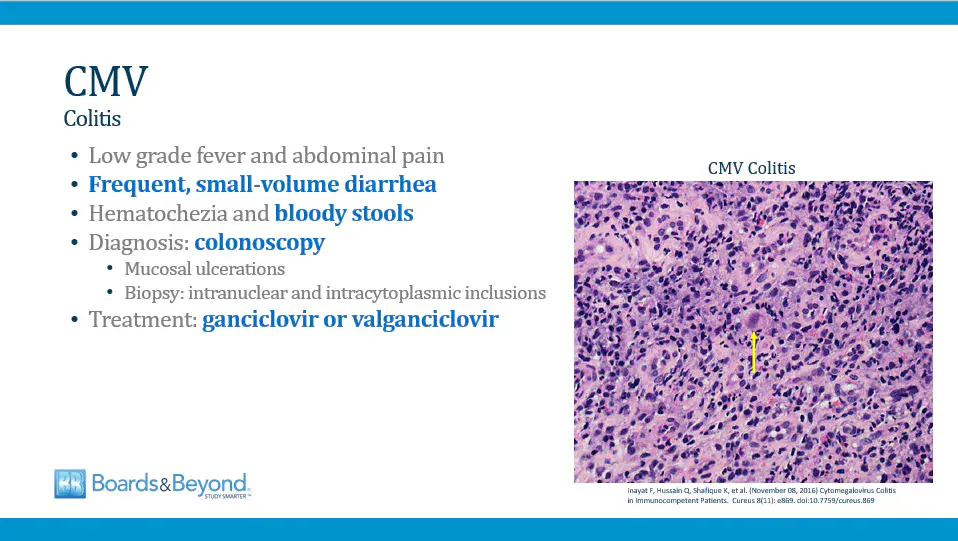 CMV
Colitis
• Low grade fever and abdominal pain
• Frequent, small-volume diarrhea
• Hematochezia and bloody stools
• Diagnosis: colonoscopy
• Mucosal ulcerations
• Biopsy: intranuclear and intracytoplasmic inclusions
• Treatment: ganciclovir or valganciclovir
CMV Colitis
Inayat F, Hussain Q, Shafique K, et al. (November 08, 2016) Cytomegalovirus Colitis
in Immunocompetent Patients. Cureus 8(11): e869. doi:10.7759/cureus.869
BB Boards&Beyond™
STUDY SMARTER